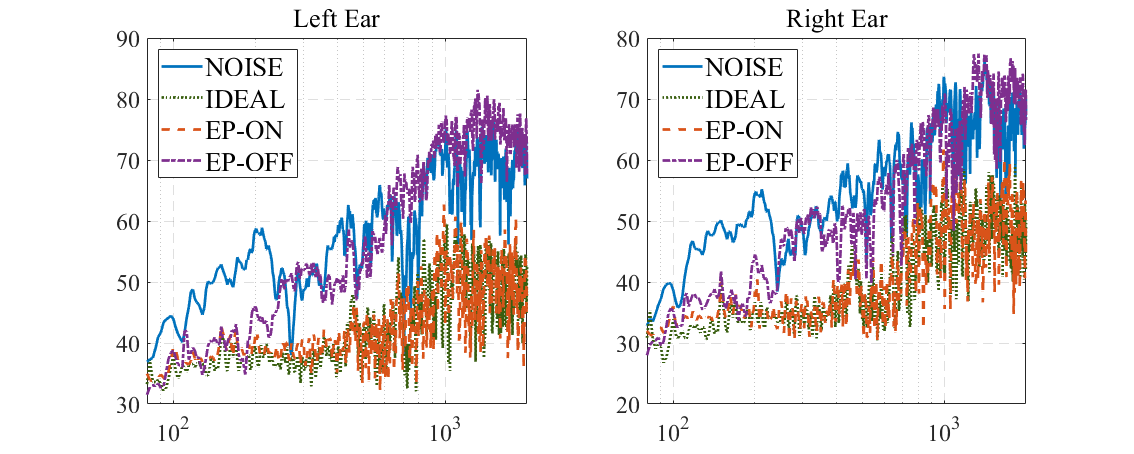 Left Ear
90
80
70
60
50
40
30
10^2
10^3
NOISE
IDEAL
EP-ON
EP-OFF
Right Ear
80
70
60
50
40
30
20
10^2
10^3
NOISE
IDEAL
EP-ON
EP-OFF